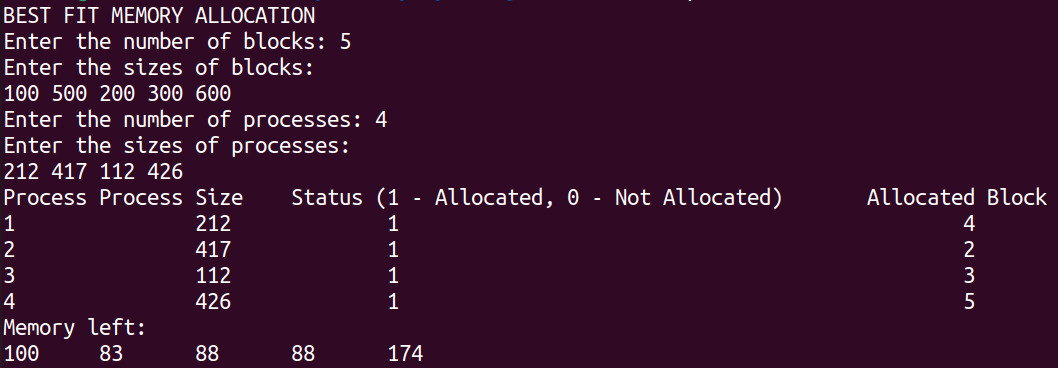 BEST FIT MEMORY ALLOCATION
Enter the number of blocks: 5
Enter the sizes of blocks:
100 500 200 300 600
Enter the number of processes: 4
Enter the sizes of processes:
212 417 112 426
Process Process Size    Status (1 - Allocated, 0 - Not Allocated)       Allocated Block
1               212             1                                               4
2               417             1                                               2
3               112             1                                               3
4               426             1                                               5
Memory left:
100     83      88      88      174